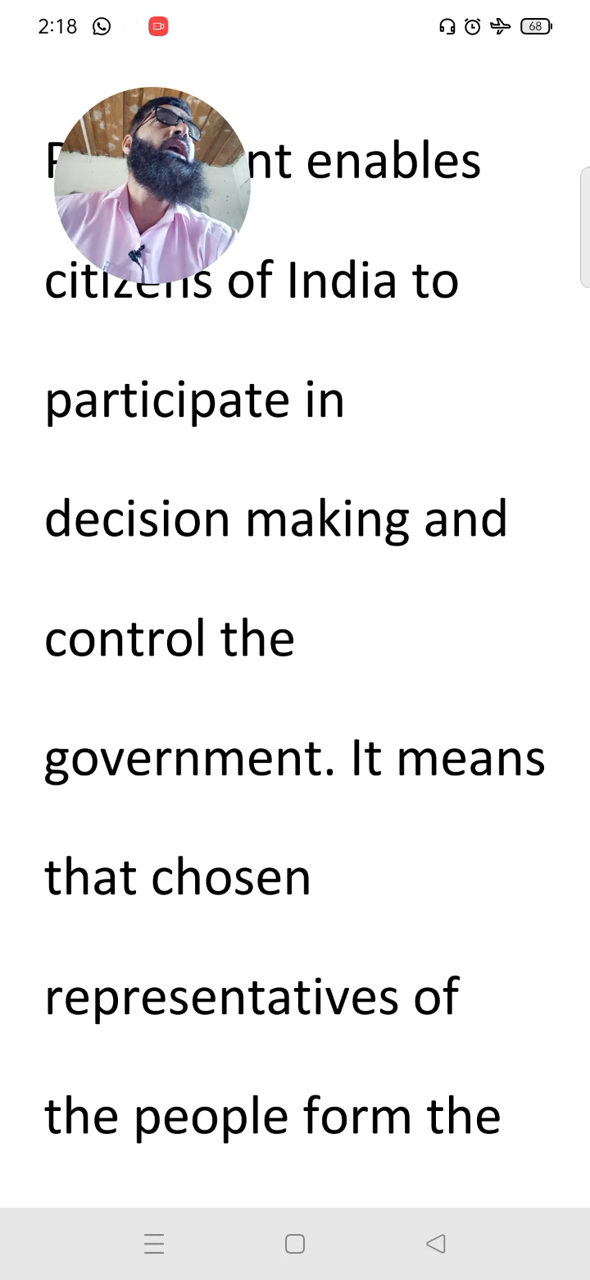 2:18
68
nt enables
citizens of India to
participate in
decision making and
control the
government. It means
that chosen
representatives of
the people form the